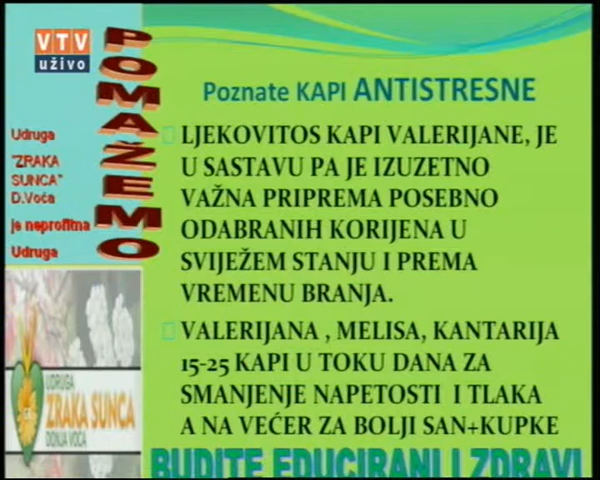 VTV
uživo
POMAŽEMO
Udruga
"ZRAKA
SUNCA"
D.Voća
je neprofitna
Udruga
UDRUGA
ZRAKA SUNCA
DONJA VOĆA
Poznate KAPI ANTISTRESNE
LJEKOVITOS KAPI VALERIJANE, JE
U SASTAVU PA JE IZUZETNO
VAŽNA PRIPREMA POSEBNO
ODABRANIH KORIJENA U
SVIJEŽEM STANJU I PREMA
VREMENU BRANJA.
VALERIJANA , MELISA, KANTARIJA
15-25 KAPI U TOKU DANA ZA
SMANJENJE NAPETOSTI I TLAKA
A NA VEĆER ZA BOLJI SAN+KUPKE
BUDITE EDUCIRANI I ZDRAVI